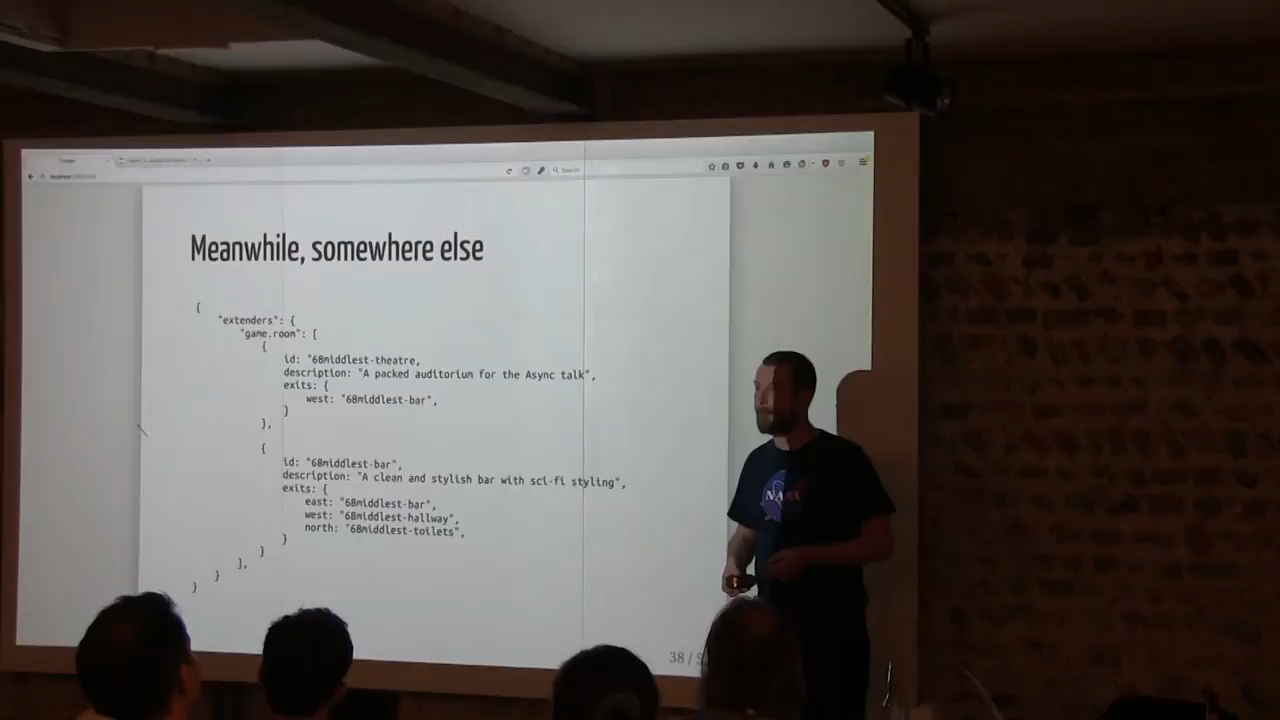 Search
Meanwhile, somewhere else
{
"extenders": {
"game.room": [
{
id: "68middlest-theatre,
description: "A packed auditorium for the Async talk",
exits: {
west: "68middlest-bar",
}
},
{
id: "68middlest-bar",
description: "A clean and stylish bar with sci-fi styling",
exits: {
east: "68middlest-bar",
west: "68middlest-hallway",
north: "68middlest-toilets",
}
}
],
}
}
38 /
NASA